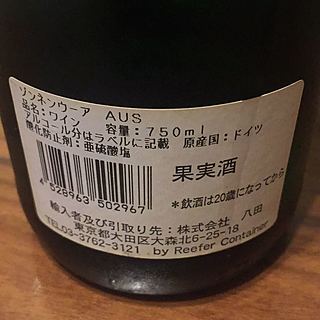 ゾンネンウーア AUS
品名:ワイン 容量:750ml
アルコール分はラベルに記載 原産国:ドイツ
酸化防止剤:亜硫酸塩
果実酒
4 528963 502967
*飲酒は20歳になってから
輸入者及び引取り先:株式会社 八田
東京都大田区大森北6-25-18
TEL03-3762-3121 by Reefer Container